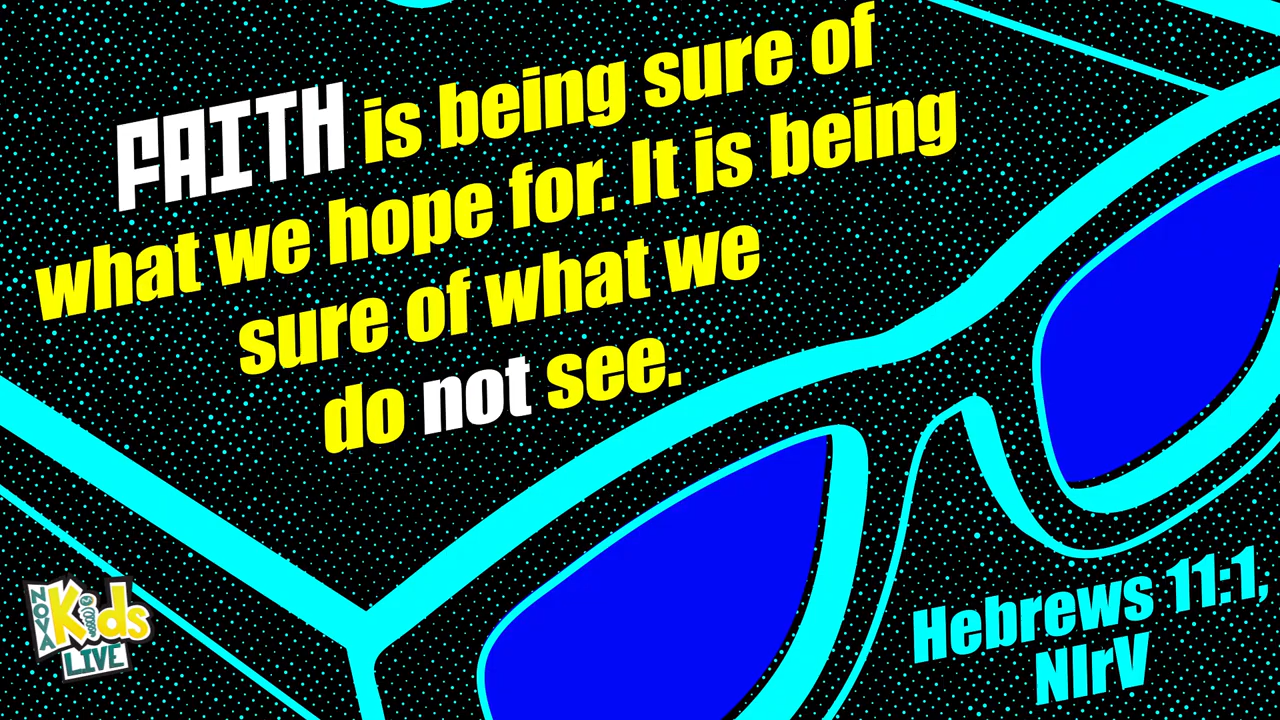 FAITH is being sure of
what we hope for. It is being
sure of what we
do not see.
Hebrews 11:1,
NIrV
NOVA
Kids
LIVE